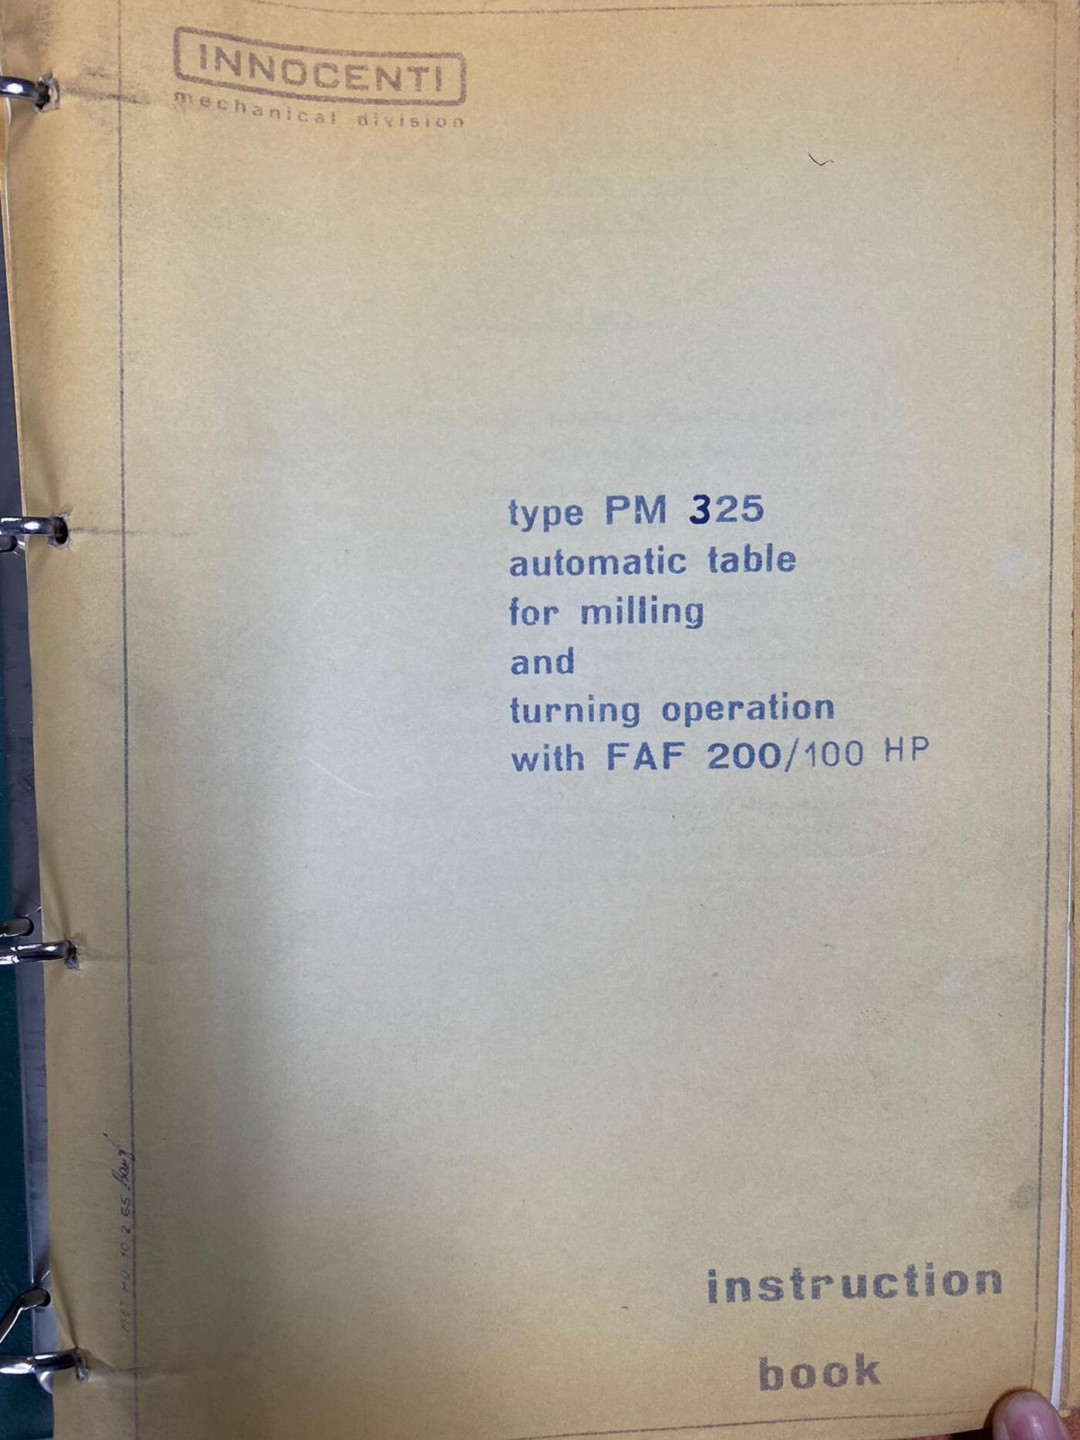 INNOCENTI
mechanical division
type PM 325
automatic table
for milling
and
turning operation
with FAF 200/100 HP
instruction
book